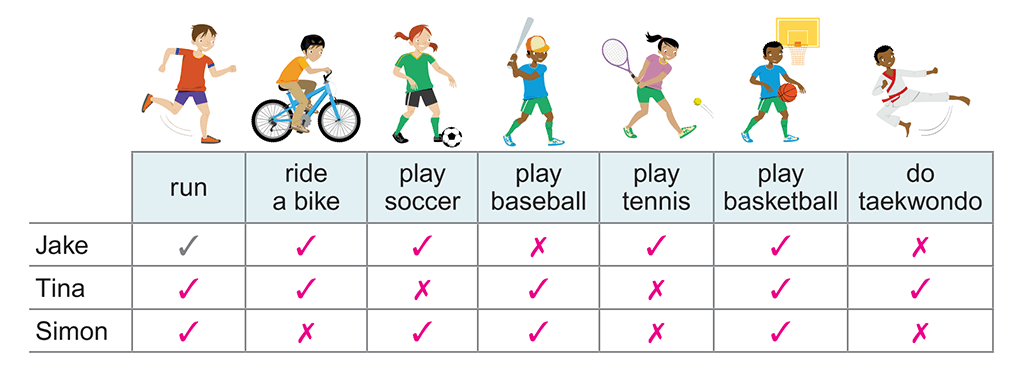 run
ride
a bike
play
soccer
play
baseball
play
tennis
play
basketball
do
taekwondo
Jake ✓ ✓ ✓ ✗ ✓ ✓ ✗
Tina ✓ ✓ ✗ ✓ ✗ ✓ ✓
Simon ✓ ✗ ✓ ✓ ✗ ✓ ✗